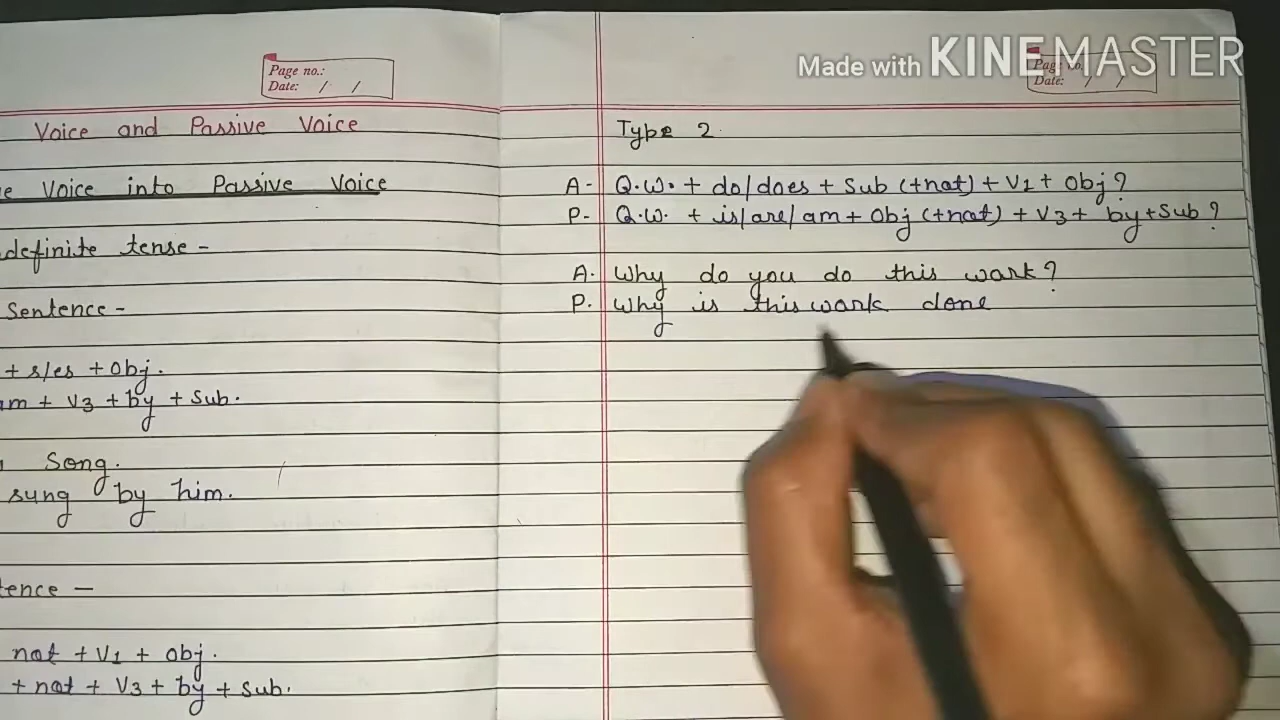 Made with KINEMASTER
Page no.:
Date: / /
Voice and Passive Voice
e Voice into Passive Voice
definite tense -
Sentence -
+ s/es + obj.
am + V3 + by + Sub.
Song.
sung by him.
tence -
not + V1 + obj.
+ not + V3 + by + Sub.
Page no.:
Date: / /
Type 2
A- Q.W. + do/does + Sub (+not) + V1 + Obj?
P- Q.W. + is/are/am + Obj (+not) + V3 + by + Sub?
A. Why do you do this work?
P. Why is this work done